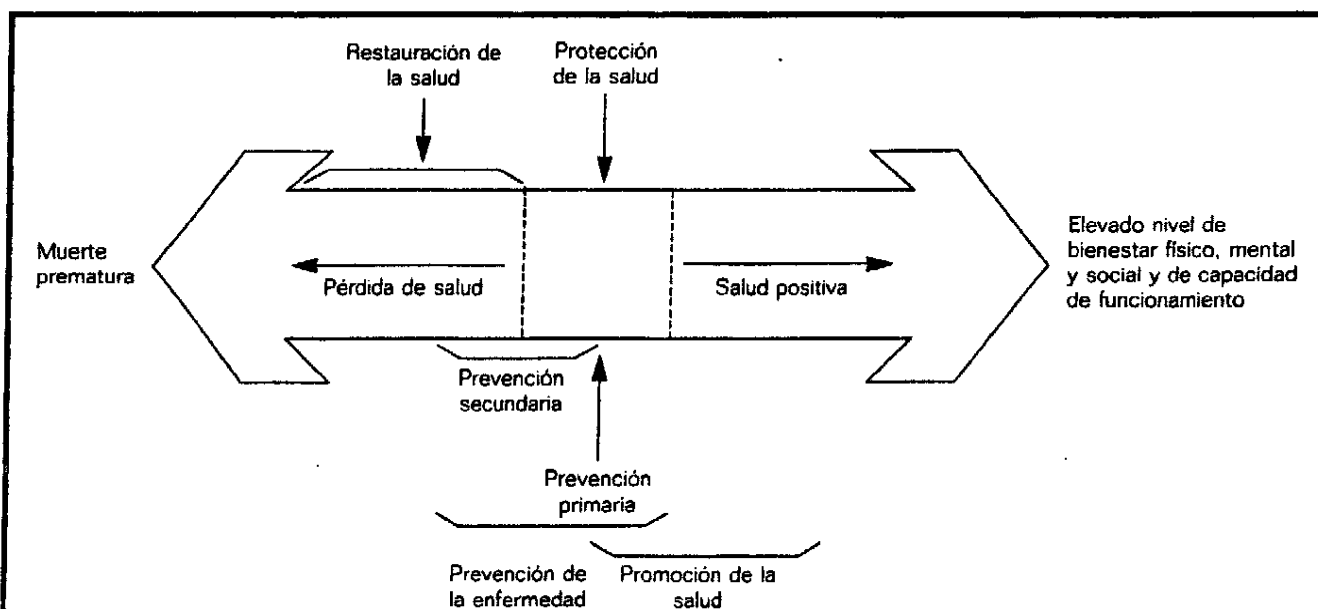 Restauración de
la salud
Protección
de la salud
Muerte
prematura
Pérdida de salud
Salud positiva
Elevado nivel de
bienestar físico, mental
y social y de capacidad
de funcionamiento
Prevención
secundaria
Prevención
primaria
Prevención de
la enfermedad
Promoción de la
salud